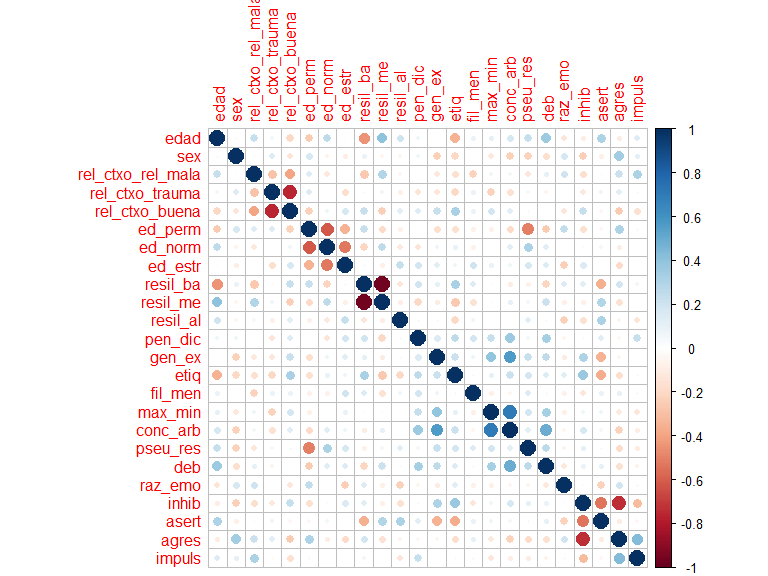 edad
sex
rel_ctxo_rel_mala
rel_ctxo_trauma
rel_ctxo_buena
ed_perm
ed_norm
ed_estr
resil_ba
resil_me
resil_al
pen_dic
gen_ex
etiq
fil_men
max_min
conc_arb
pseu_res
deb
raz_emo
inhib
asert
agres
impuls
edad
sex
rel_ctxo_rel_mala
rel_ctxo_trauma
rel_ctxo_buena
ed_perm
ed_norm
ed_estr
resil_ba
resil_me
resil_al
pen_dic
gen_ex
etiq
fil_men
max_min
conc_arb
pseu_res
deb
raz_emo
inhib
asert
agres
impuls
1
0.8
0.6
0.4
0.2
0
-0.2
-0.4
-0.6
-0.8
-1